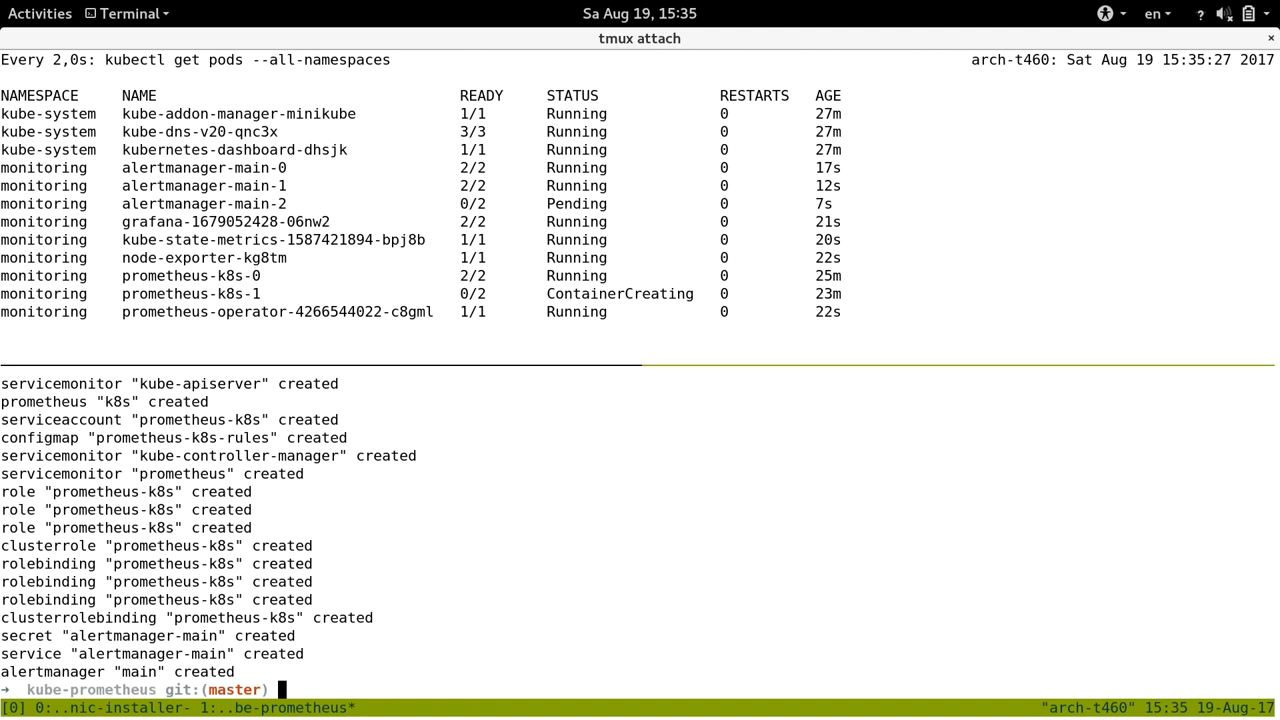 Activities Terminal Sa Aug 19, 15:35 en ?
tmux attach ×
Every 2,0s: kubectl get pods --all-namespaces arch-t460: Sat Aug 19 15:35:27 2017
NAMESPACE NAME READY STATUS RESTARTS AGE
kube-system kube-addon-manager-minikube 1/1 Running 0 27m
kube-system kube-dns-v20-qnc3x 3/3 Running 0 27m
kube-system kubernetes-dashboard-dhsjk 1/1 Running 0 27m
monitoring alertmanager-main-0 2/2 Running 0 17s
monitoring alertmanager-main-1 2/2 Running 0 12s
monitoring alertmanager-main-2 0/2 Pending 0 7s
monitoring grafana-1679052428-06nw2 2/2 Running 0 21s
monitoring kube-state-metrics-1587421894-bpj8b 1/1 Running 0 20s
monitoring node-exporter-kg8tm 1/1 Running 0 22s
monitoring prometheus-k8s-0 2/2 Running 0 25m
monitoring prometheus-k8s-1 0/2 ContainerCreating 0 23m
monitoring prometheus-operator-4266544022-c8gml 1/1 Running 0 22s
servicemonitor "kube-apiserver" created
prometheus "k8s" created
serviceaccount "prometheus-k8s" created
configmap "prometheus-k8s-rules" created
servicemonitor "kube-controller-manager" created
servicemonitor "prometheus" created
role "prometheus-k8s" created
role "prometheus-k8s" created
role "prometheus-k8s" created
clusterrole "prometheus-k8s" created
rolebinding "prometheus-k8s" created
rolebinding "prometheus-k8s" created
rolebinding "prometheus-k8s" created
clusterrolebinding "prometheus-k8s" created
secret "alertmanager-main" created
service "alertmanager-main" created
alertmanager "main" created
➜ kube-prometheus git:(master)
[0] 0:..nic-installer- 1:..be-prometheus* "arch-t460" 15:35 19-Aug-17